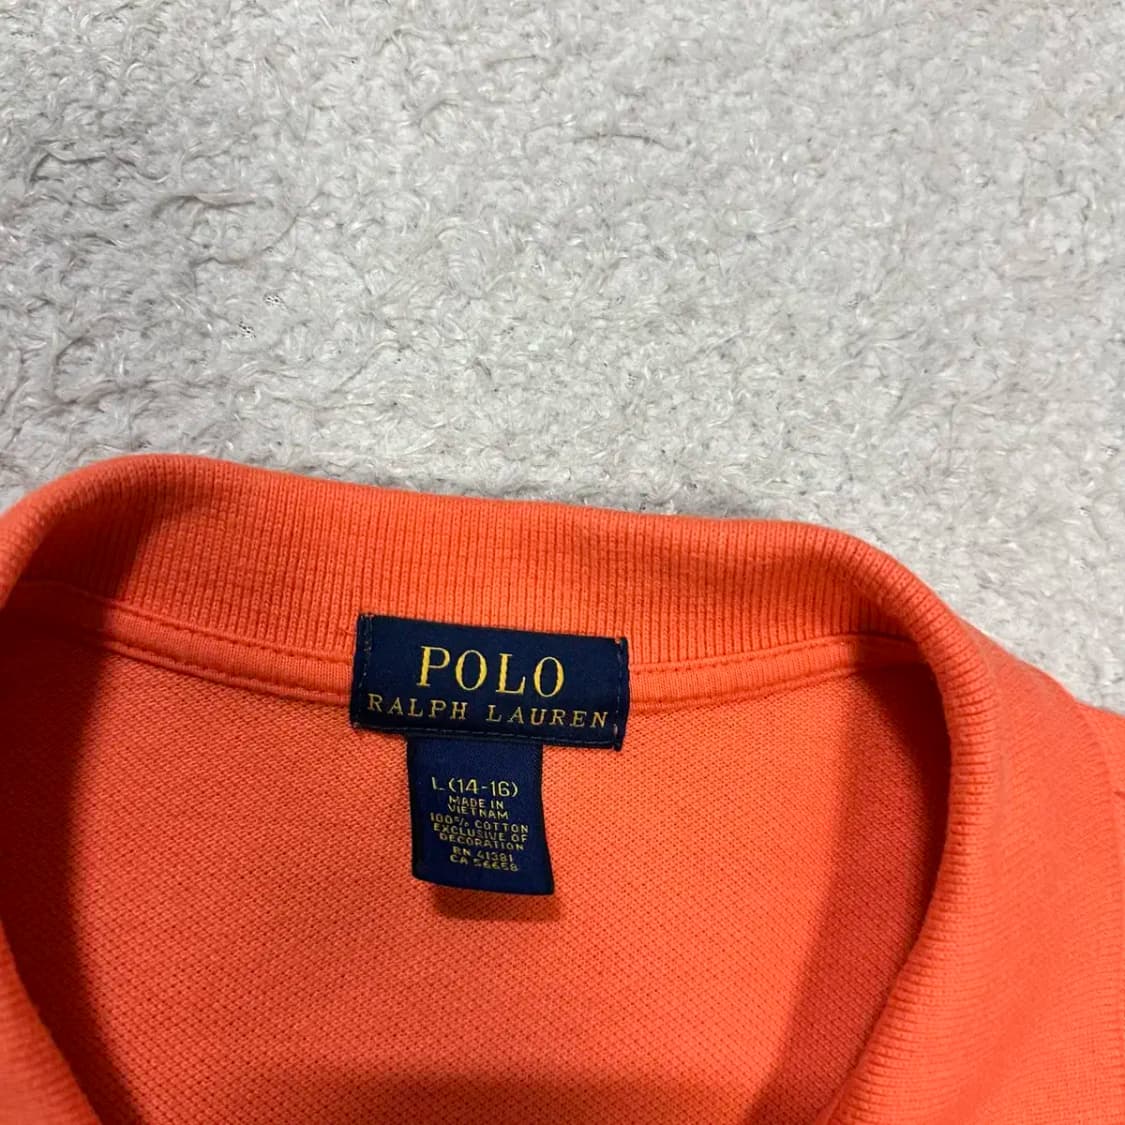 POLO
RALPH LAUREN
L (14-16)
MADE IN
VIETNAM
100% COTTON
EXCLUSIVE OF
DECORATION
RN 41381
CA 56658